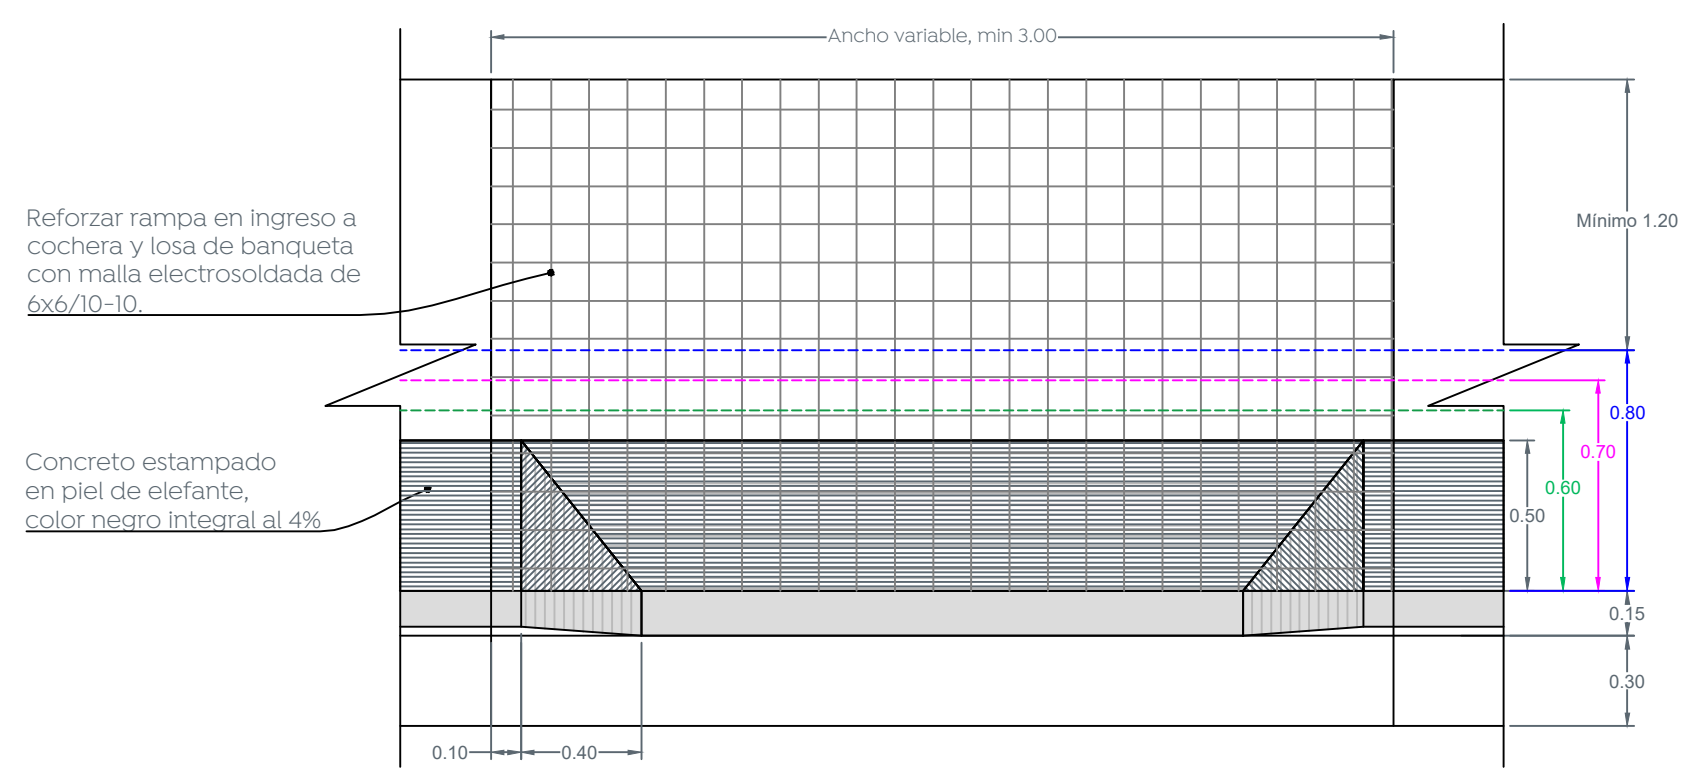 Ancho variable, min 3.00
Reforzar rampa en ingreso a
cochera y losa de banqueta
con malla electrosoldada de
6x6/10-10.
Mínimo 1.20
0.80
0.70
0.60
0.50
Concreto estampado
en piel de elefante,
color negro integral al 4%
0.15
0.30
0.10
0.40